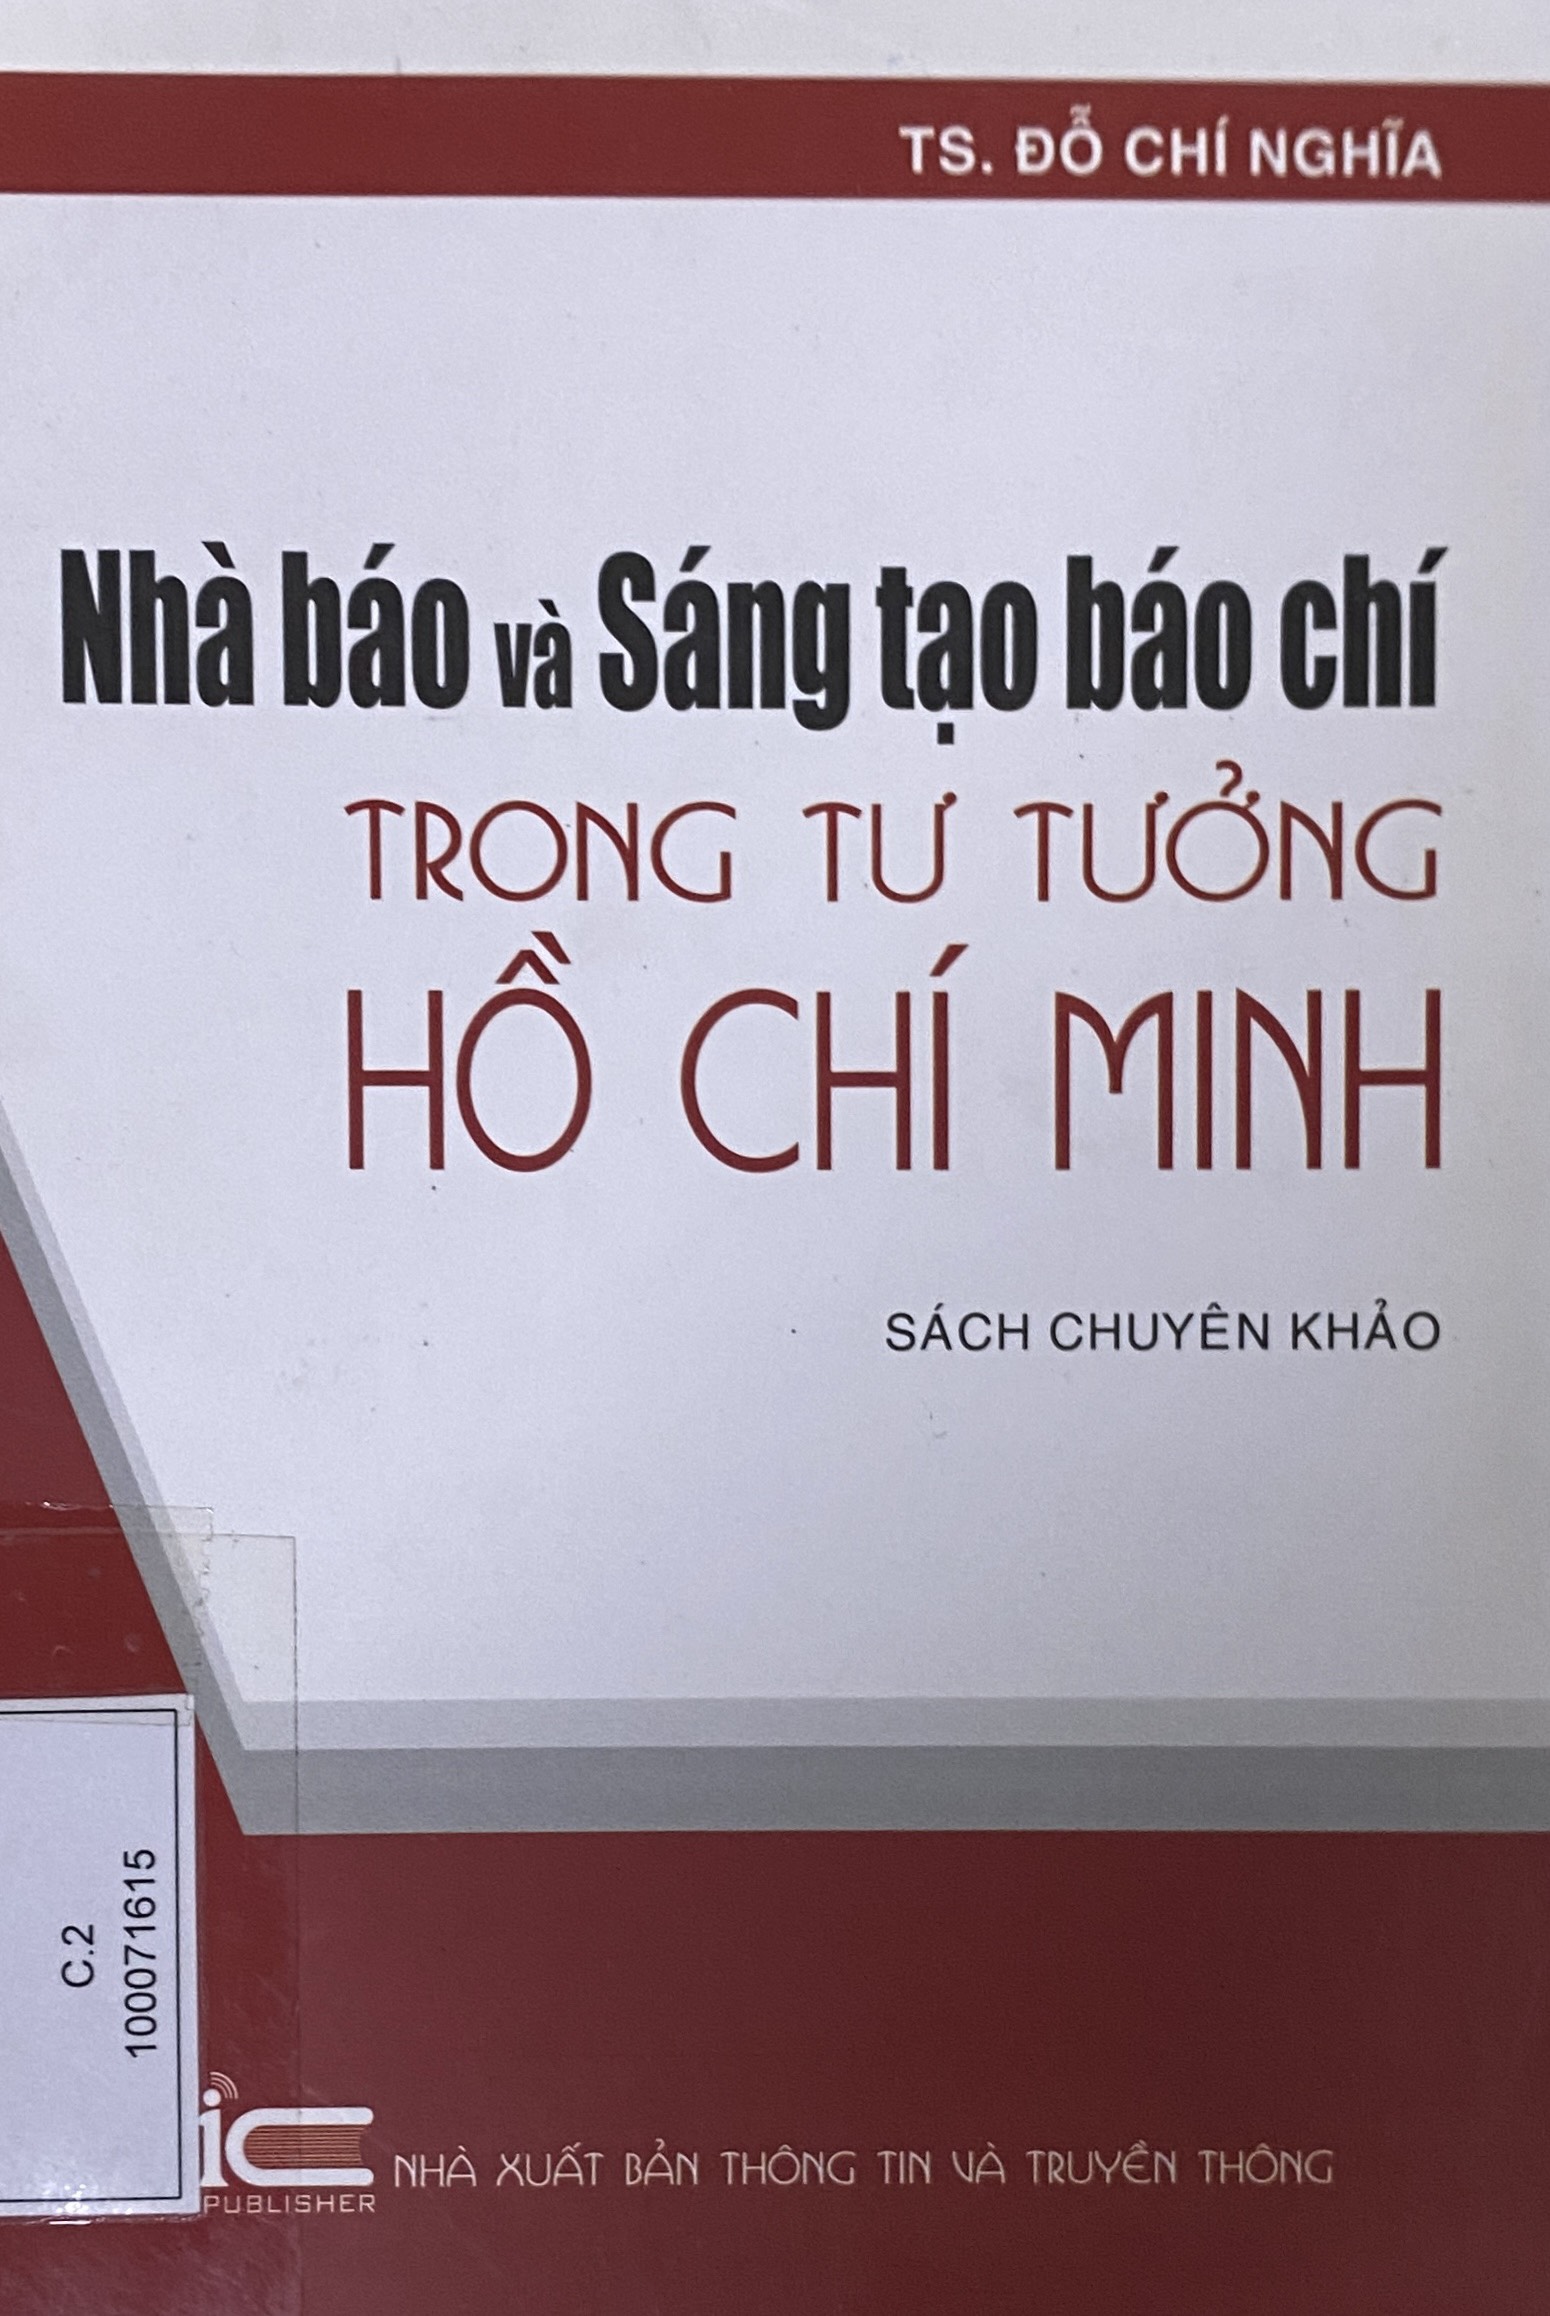 TS. ĐỖ CHÍ NGHĨA
Nhà báo và Sáng tạo báo chí
TRONG TƯ TƯỞNG
HỒ CHÍ MINH
SÁCH CHUYÊN KHẢO
C.2
100071615
iC
PUBLISHER
NHÀ XUẤT BẢN THÔNG TIN VÀ TRUYỀN THÔNG